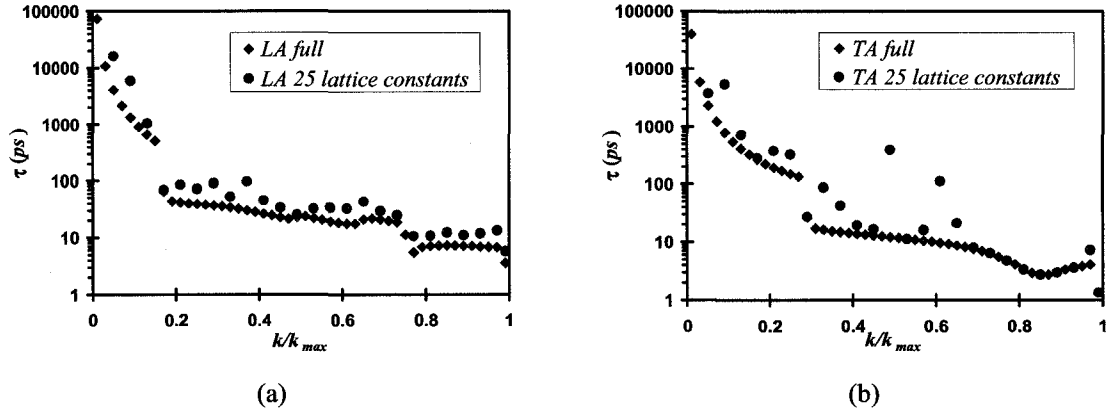 100000
10000
1000
100
10
1
τ (ps)
LA full
LA 25 lattice constants
0 0.2 0.4 0.6 0.8 1
k/k max
(a)
100000
10000
1000
100
10
1
τ (ps)
TA full
TA 25 lattice constants
0 0.2 0.4 0.6 0.8 1
k/k max
(b)